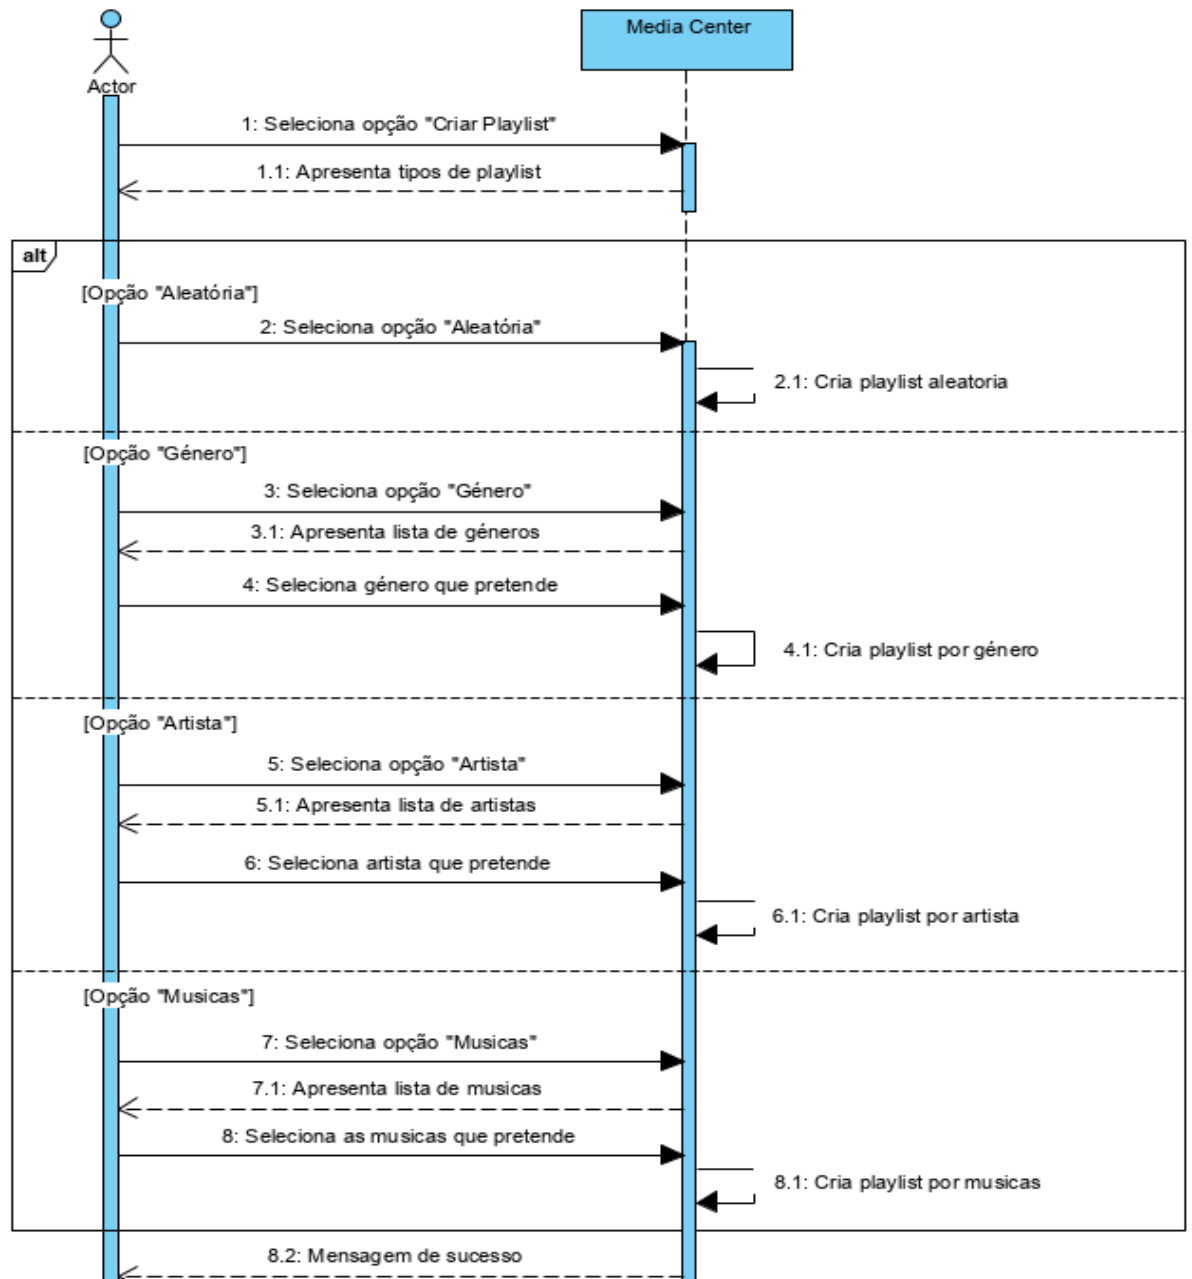 Media Center
Actor
1: Seleciona opção "Criar Playlist"
1.1: Apresenta tipos de playlist
alt
[Opção "Aleatória"]
2: Seleciona opção "Aleatória"
2.1: Cria playlist aleatoria
[Opção "Género"]
3: Seleciona opção "Género"
3.1: Apresenta lista de géneros
4: Seleciona género que pretende
4.1: Cria playlist por género
[Opção "Artista"]
5: Seleciona opção "Artista"
5.1: Apresenta lista de artistas
6: Seleciona artista que pretende
6.1: Cria playlist por artista
[Opção "Musicas"]
7: Seleciona opção "Musicas"
7.1: Apresenta lista de musicas
8: Seleciona as musicas que pretende
8.1: Cria playlist por musicas
8.2: Mensagem de sucesso